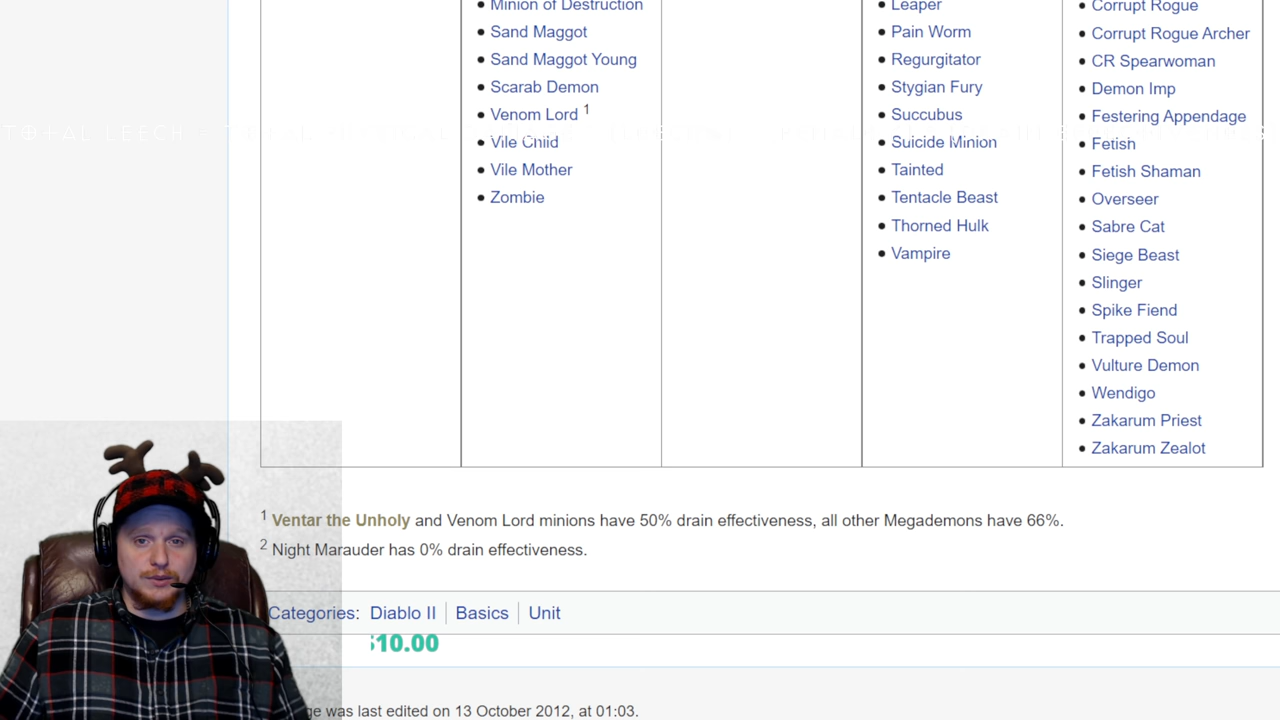 Minion of Destruction
Sand Maggot
Sand Maggot Young
Scarab Demon
Venom Lord 1
Vile Child
Vile Mother
Zombie
Leaper
Pain Worm
Regurgitator
Stygian Fury
Succubus
Suicide Minion
Tainted
Tentacle Beast
Thorned Hulk
Vampire
Corrupt Rogue
Corrupt Rogue Archer
CR Spearwoman
Demon Imp
Festering Appendage
Fetish
Fetish Shaman
Overseer
Sabre Cat
Siege Beast
Slinger
Spike Fiend
Trapped Soul
Vulture Demon
Wendigo
Zakarum Priest
Zakarum Zealot
TOTAL LEECH
1 Ventar the Unholy and Venom Lord minions have 50% drain effectiveness, all other Megademons have 66%.
2 Night Marauder has 0% drain effectiveness.
Categories: Diablo II Basics Unit
$10.00
was last edited on 13 October 2012, at 01:03.